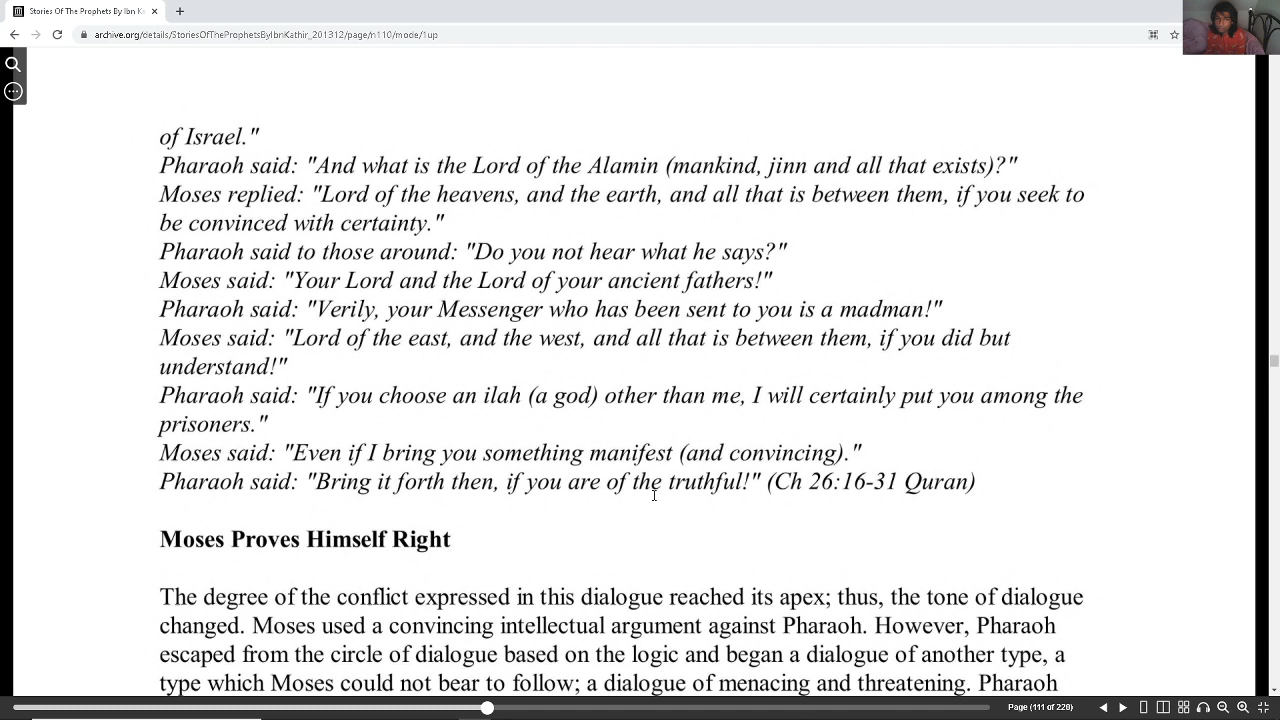 Stories Of The Prophets By Ibn K
archive.org/details/StoriesOfTheProphetsByIbnKathir_201312/page/n110/mode/1up
of Israel."
Pharaoh said: "And what is the Lord of the Alamin (mankind, jinn and all that exists)?"
Moses replied: "Lord of the heavens, and the earth, and all that is between them, if you seek to
be convinced with certainty."
Pharaoh said to those around: "Do you not hear what he says?"
Moses said: "Your Lord and the Lord of your ancient fathers!"
Pharaoh said: "Verily, your Messenger who has been sent to you is a madman!"
Moses said: "Lord of the east, and the west, and all that is between them, if you did but
understand!"
Pharaoh said: "If you choose an ilah (a god) other than me, I will certainly put you among the
prisoners."
Moses said: "Even if I bring you something manifest (and convincing)."
Pharaoh said: "Bring it forth then, if you are of the truthful!" (Ch 26:16-31 Quran)
Moses Proves Himself Right
The degree of the conflict expressed in this dialogue reached its apex; thus, the tone of dialogue
changed. Moses used a convincing intellectual argument against Pharaoh. However, Pharaoh
escaped from the circle of dialogue based on the logic and began a dialogue of another type, a
type which Moses could not bear to follow; a dialogue of menacing and threatening. Pharaoh
Page (111 of 228)